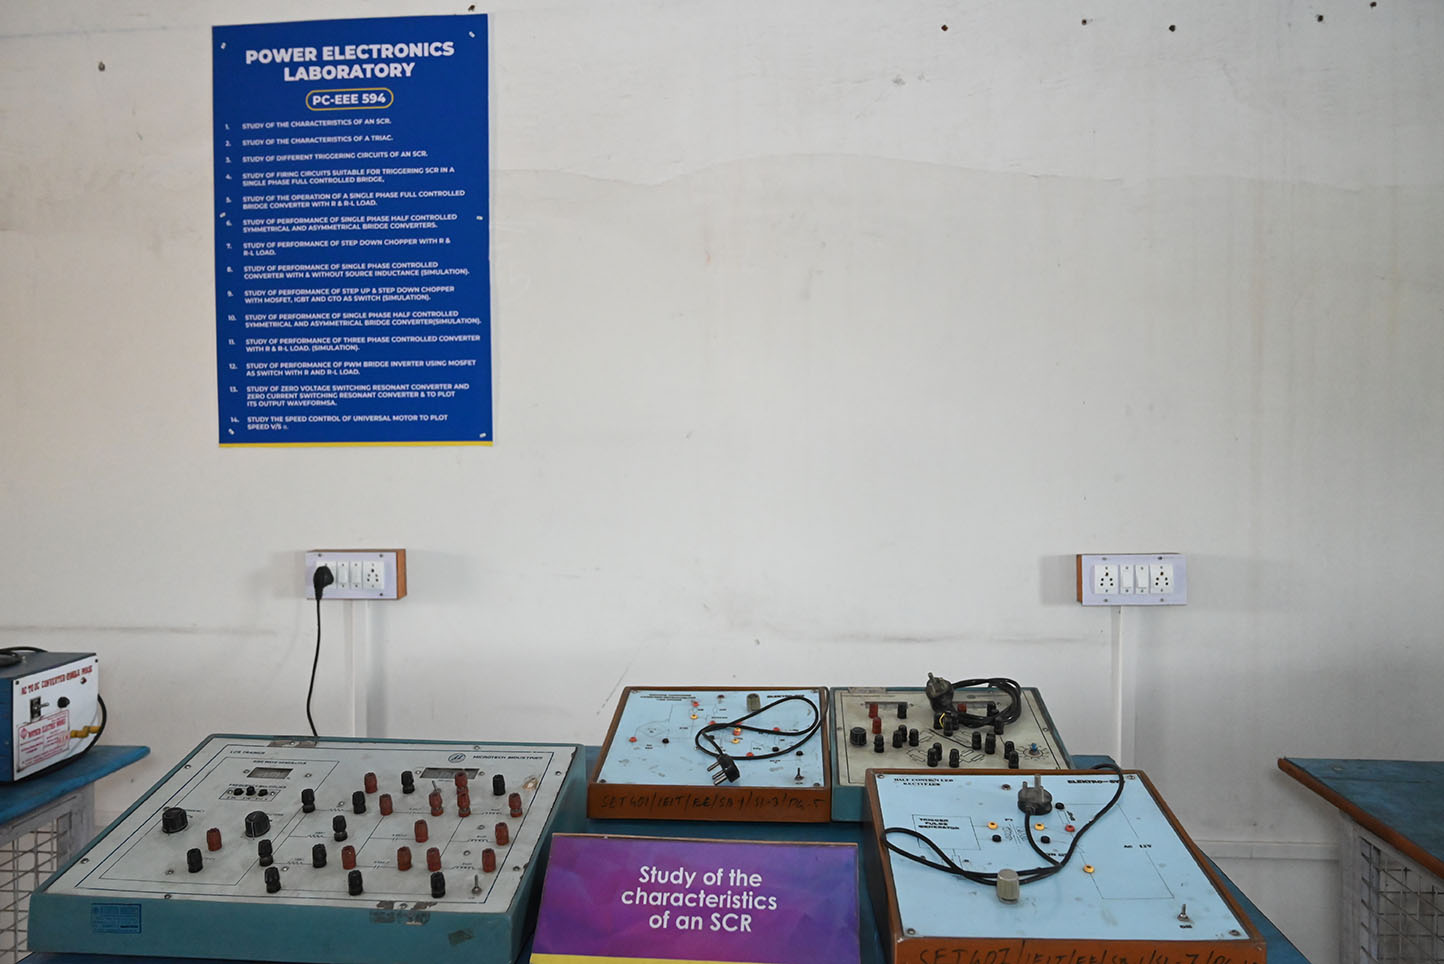 POWER ELECTRONICS
LABORATORY
PC-EEE 594
1. STUDY OF THE CHARACTERISTICS OF AN SCR.
2. STUDY OF THE CHARACTERISTICS OF A TRIAC.
3. STUDY OF DIFFERENT TRIGGERING CIRCUITS OF AN SCR.
4. STUDY OF FIRING CIRCUITS SUITABLE FOR TRIGGERING SCR IN A
SINGLE PHASE FULL CONTROLLED BRIDGE,
5. STUDY OF THE OPERATION OF A SINGLE PHASE FULL CONTROLLED
BRIDGE CONVERTER WITH R & R-L LOAD.
6. STUDY OF PERFORMANCE OF SINGLE PHASE HALF CONTROLLED
SYMMETRICAL AND ASYMMETRICAL BRIDGE CONVERTERS.
7. STUDY OF PERFORMANCE OF STEP DOWN CHOPPER WITH R &
R-L LOAD.
8. STUDY OF PERFORMANCE OF SINGLE PHASE CONTROLLED
CONVERTER WITH & WITHOUT SOURCE INDUCTANCE (SIMULATION).
9. STUDY OF PERFORMANCE OF STEP UP & STEP DOWN CHOPPER
WITH MOSFET, IGBT AND GTO AS SWITCH (SIMULATION).
10. STUDY OF PERFORMANCE OF SINGLE PHASE HALF CONTROLLED
SYMMETRICAL AND ASYMMETRICAL BRIDGE CONVERTER(SIMULATION).
11. STUDY OF PERFORMANCE OF THREE PHASE CONTROLLED CONVERTER
WITH R & R-L LOAD. (SIMULATION).
12. STUDY OF PERFORMANCE OF PWM BRIDGE INVERTER USING MOSFET
AS SWITCH WITH R AND R-L LOAD.
13. STUDY OF ZERO VOLTAGE SWITCHING RESONANT CONVERTER AND
ZERO CURRENT SWITCHING RESONANT CONVERTER & TO PLOT
ITS OUTPUT WAVEFORMSA.
14. STUDY THE SPEED CONTROL OF UNIVERSAL MOTOR TO PLOT
SPEED V/S
AC TO DC CONVERTER
MICROTECH INDUSTRIES
HALF CONTROLLED
RECTIFIER
TRIGGER
PULSE
GENERATOR
AC 12V
Study of the
characteristics
of an SCR